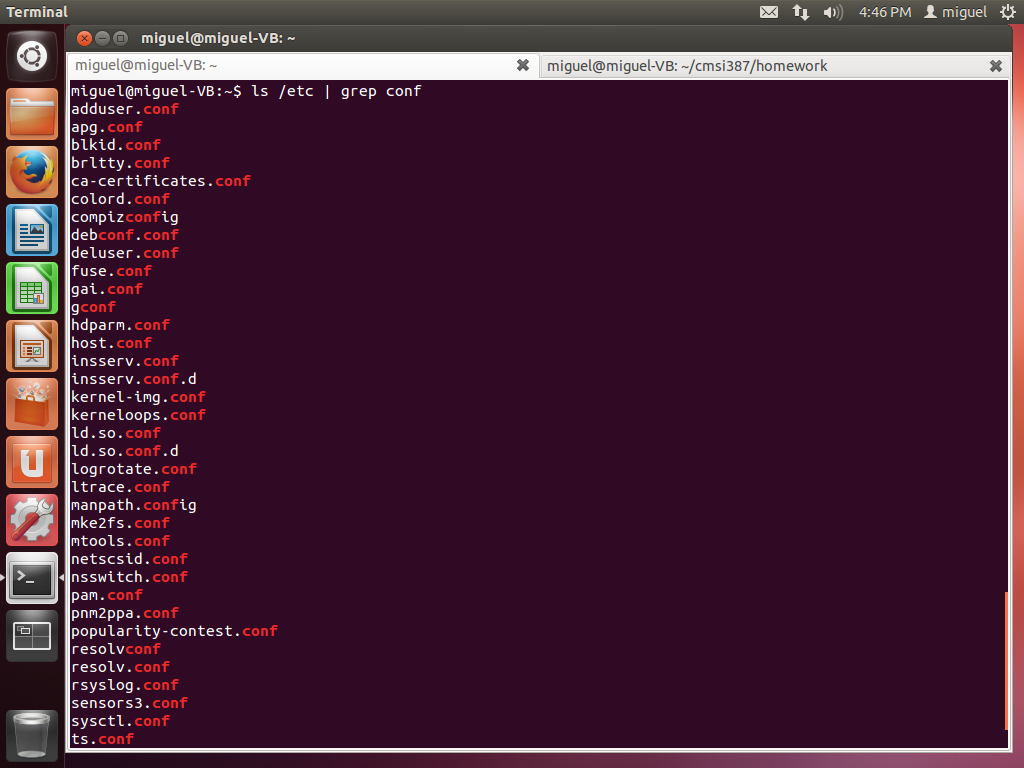 Terminal
4:46 PM miguel
miguel@miguel-VB: ~
miguel@miguel-VB: ~
miguel@miguel-VB: ~/cmsi387/homework
miguel@miguel-VB:~$ ls /etc | grep conf
adduser.conf
apg.conf
blkid.conf
brltty.conf
ca-certificates.conf
colord.conf
compizconfig
debconf.conf
deluser.conf
fuse.conf
gai.conf
gconf
hdparm.conf
host.conf
insserv.conf
insserv.conf.d
kernel-img.conf
kerneloops.conf
ld.so.conf
ld.so.conf.d
logrotate.conf
ltrace.conf
manpath.config
mke2fs.conf
mtools.conf
netscsid.conf
nsswitch.conf
pam.conf
pnm2ppa.conf
popularity-contest.conf
resolvconf
resolv.conf
rsyslog.conf
sensors3.conf
sysctl.conf
ts.conf